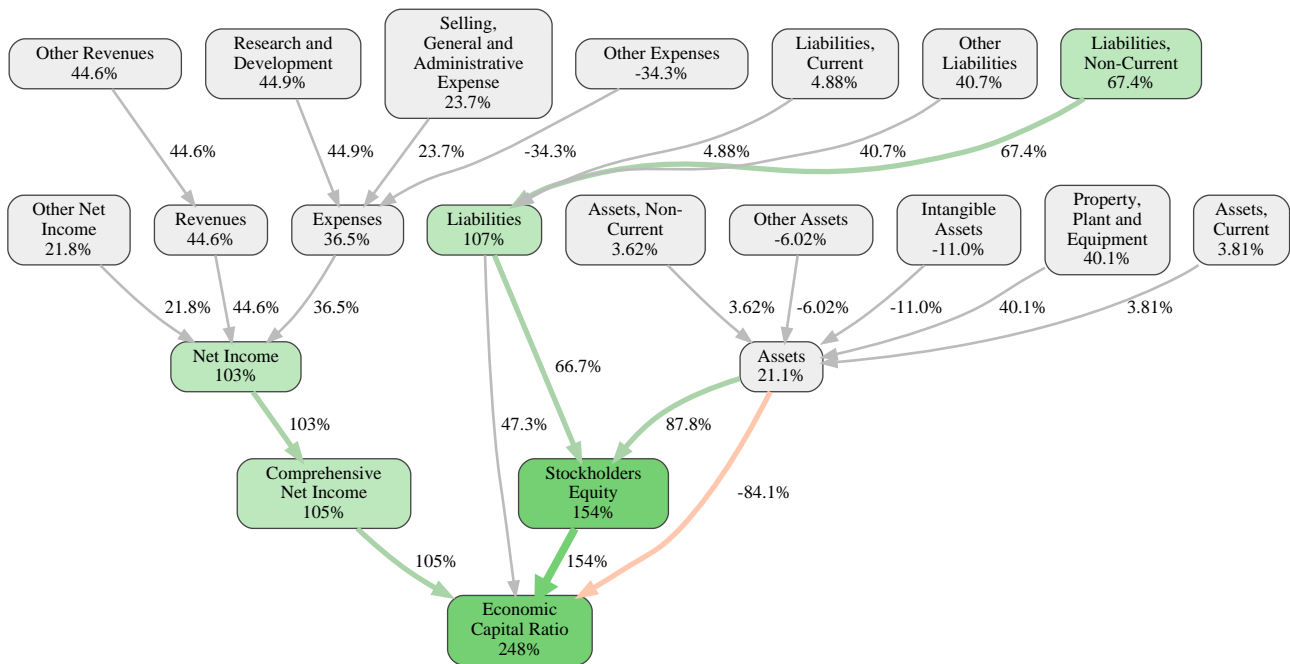 Other Revenues
44.6%
Research and
Development
44.9%
Selling,
General and
Administrative
Expense
23.7%
Other Expenses
-34.3%
Liabilities,
Current
4.88%
Other
Liabilities
40.7%
Liabilities,
Non-Current
67.4%
44.6%
44.9%
23.7%
-34.3%
4.88%
40.7%
67.4%
Other Net
Income
21.8%
Revenues
44.6%
Expenses
36.5%
Liabilities
107%
Assets, Non-
Current
3.62%
Other Assets
-6.02%
Intangible
Assets
-11.0%
Property,
Plant and
Equipment
40.1%
Assets,
Current
3.81%
21.8%
44.6%
36.5%
3.62%
-6.02%
-11.0%
40.1%
3.81%
Net Income
103%
66.7%
Assets
21.1%
103%
47.3%
87.8%
Comprehensive
Net Income
105%
Stockholders
Equity
154%
-84.1%
105%
154%
Economic
Capital Ratio
248%